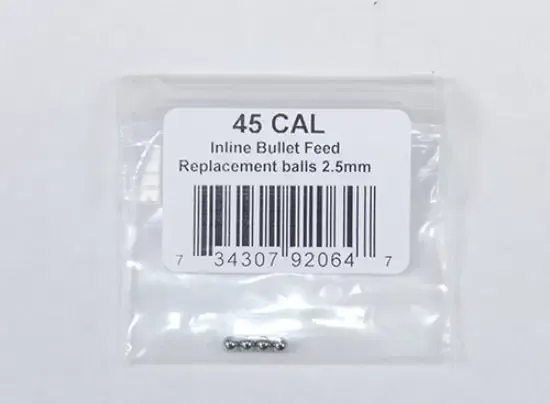 45 CAL
Inline Bullet Feed
Replacement balls 2.5mm
7 34307 92064 7